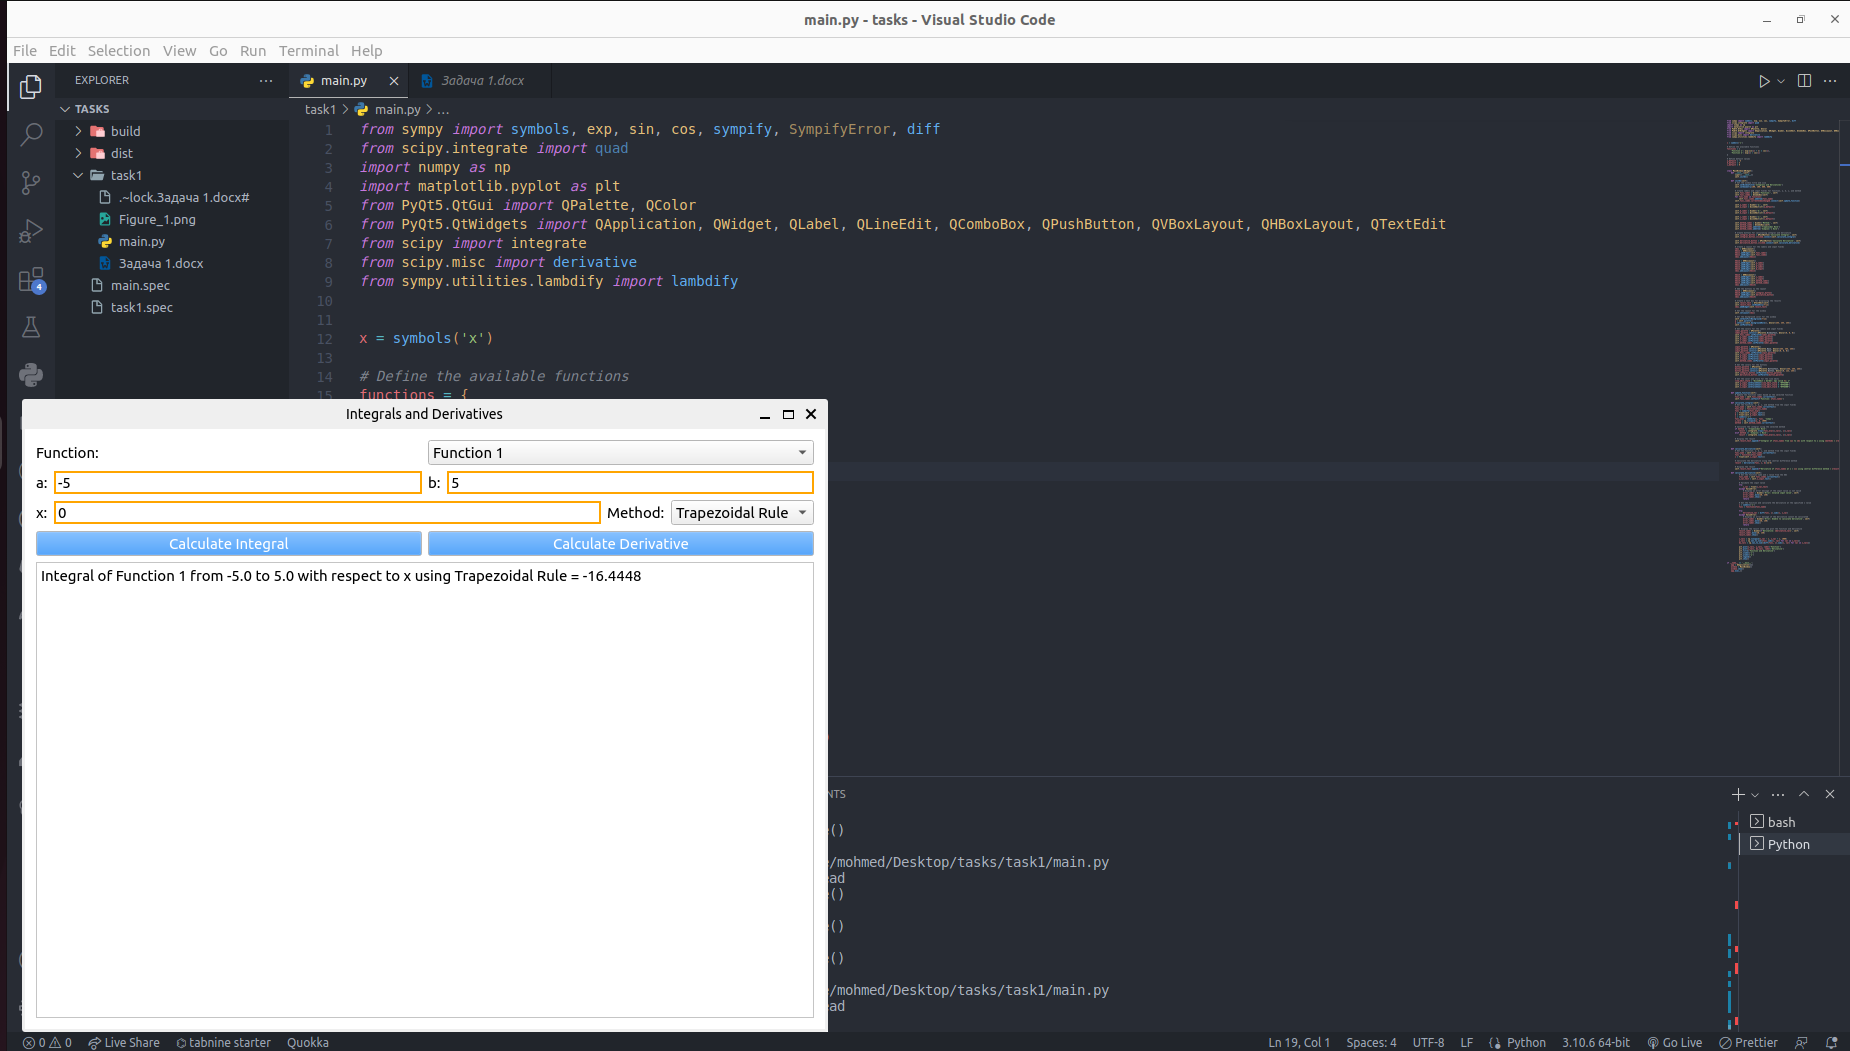 main.py - tasks - Visual Studio Code
File Edit Selection View Go Run Terminal Help
EXPLORER
main.py
Задача 1.docx
TASKS
build
dist
task1
.~lock.Задача 1.docx#
Figure_1.png
main.py
Задача 1.docx
main.spec
task1.spec
4
task1 > main.py > ...
1 from sympy import symbols, exp, sin, cos, sympify, SympifyError, diff
2 from scipy.integrate import quad
3 import numpy as np
4 import matplotlib.pyplot as plt
5 from PyQt5.QtGui import QPalette, QColor
6 from PyQt5.QtWidgets import QApplication, QWidget, QLabel, QLineEdit, QComboBox, QPushButton, QVBoxLayout, QHBoxLayout, QTextEdit
7 from scipy import integrate
8 from scipy.misc import derivative
9 from sympy.utilities.lambdify import lambdify
10
11
12 x = symbols('x')
13
14 # Define the available functions
15 functions = {
Integrals and Derivatives
Function: Function 1
a: -5 b: 5
x: 0 Method: Trapezoidal Rule
Calculate Integral Calculate Derivative
Integral of Function 1 from -5.0 to 5.0 with respect to x using Trapezoidal Rule = -16.4448
NTS
()
/mohmed/Desktop/tasks/task1/main.py
ad
()
()
()
/mohmed/Desktop/tasks/task1/main.py
ad
bash
Python
0 0 Live Share tabnine starter Quokka Ln 19, Col 1 Spaces: 4 UTF-8 LF Python 3.10.6 64-bit Go Live Prettier